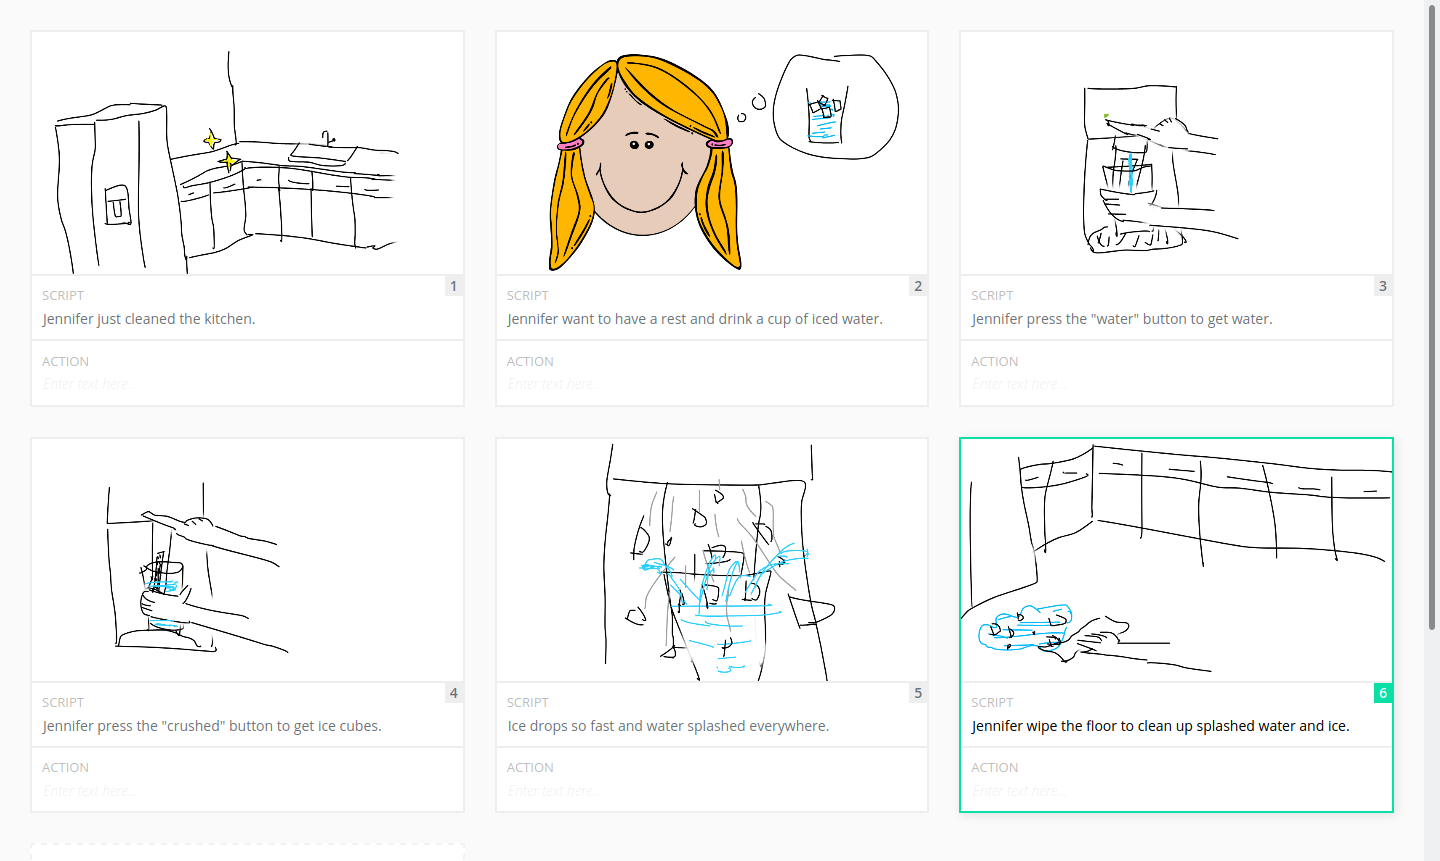 1
SCRIPT
Jennifer just cleaned the kitchen.
ACTION
Enter text here...
2
SCRIPT
Jennifer want to have a rest and drink a cup of iced water.
ACTION
Enter text here...
3
SCRIPT
Jennifer press the "water" button to get water.
ACTION
Enter text here...
4
SCRIPT
Jennifer press the "crushed" button to get ice cubes.
ACTION
Enter text here...
5
SCRIPT
Ice drops so fast and water splashed everywhere.
ACTION
Enter text here...
6
SCRIPT
Jennifer wipe the floor to clean up splashed water and ice.
ACTION
Enter text here...